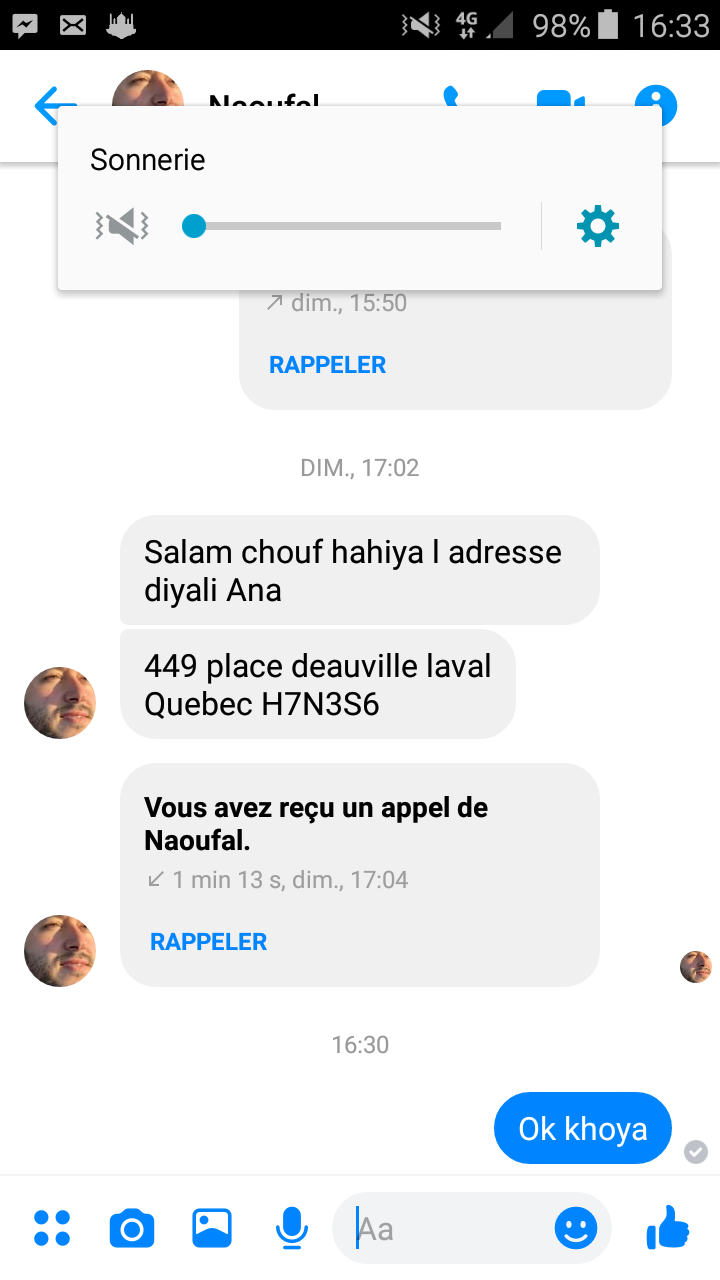 4G 98% 16:33
Naoufal
Sonnerie
dim., 15:50
RAPPELER
DIM., 17:02
Salam chouf hahiya l adresse
diyali Ana
449 place deauville laval
Quebec H7N3S6
Vous avez reçu un appel de
Naoufal.
1 min 13 s, dim., 17:04
RAPPELER
16:30
Ok khoya
Aa